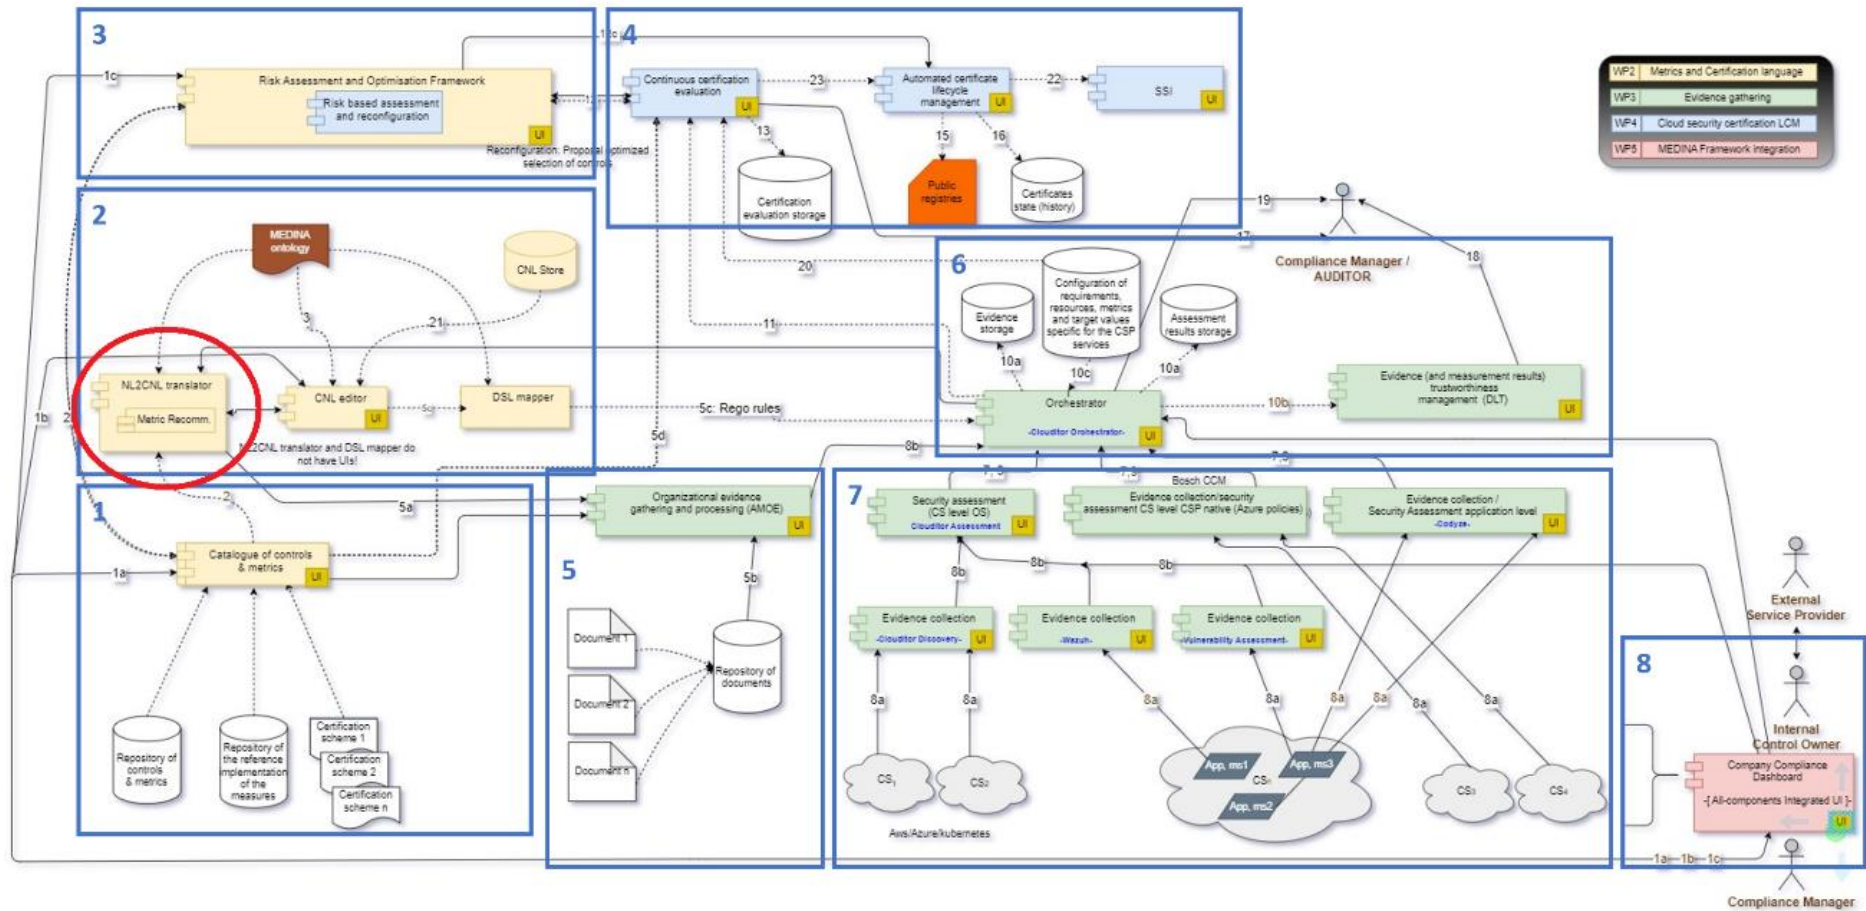 3
1c
Risk Assessment and Optimisation Framework
Risk based assessment
and reconfiguration
UI
Reconfiguration: Proposal optimized
selection of controls
4
Continuous certification
evaluation
UI
23
Automated certificate
lifecycle
management
UI
22
SSI
UI
13
15
16
Certification
evaluation storage
Public
registries
Certificates
state (history)
WP2 Metrics and Certification language
WP3 Evidence gathering
WP4 Cloud security certification LCM
WP5 MEDINA Framework integration
19
17
18
Compliance Manager /
AUDITOR
2
MEDINA
ontology
CNL Store
3
21
NL2CNL translator
Metric Recomm.
CNL editor
UI
DSL mapper
NL2CNL translator and DSL mapper do
not have UIs!
1b
2
5c: Rego rules
5d
20
11
6
Evidence
storage
Configuration of
requirements,
resources, metrics
and target values
specific for the CSP
services
Assessment
results storage
10a
10c
10a
Orchestrator
-Clouditor Orchestrator-
UI
10b
Evidence (and measurement results)
trustworthiness
management (DLT)
UI
8b
1
2
5a
Catalogue of controls
& metrics
UI
1a
Repository of
controls
& metrics
Repository of
the reference
implementation
of the
measures
Certification
scheme 1
Certification
scheme 2
Certification
scheme n
Organizational evidence
gathering and processing (AMOE)
UI
5
5b
Document 1
Document 2
Document n
Repository of
documents
7
7, 9
7,9
7,9
Bosch CCM
Security assessment
(CS level OS)
Clouditor Assessment
UI
Evidence collection/security
assessment CS level CSP native (Azure policies)
Evidence collection /
Security Assessment application level
-Codyze-
UI
8b
8b
8b
Evidence collection
-Clouditor Discovery-
UI
Evidence collection
-Wazuh-
UI
Evidence collection
-Vulnerability Assessment-
UI
8a
8a
8a
8a
8a
8a
8a
8a
CS1
CS2
App, ms1
App, ms3
App, ms2
CS3
CS4
Aws/Azure/kubernetes
External
Service Provider
8
Internal
Control Owner
Company Compliance
Dashboard
-[ All-components Integrated UI ]-
UI
1a
1b
1c
Compliance Manager